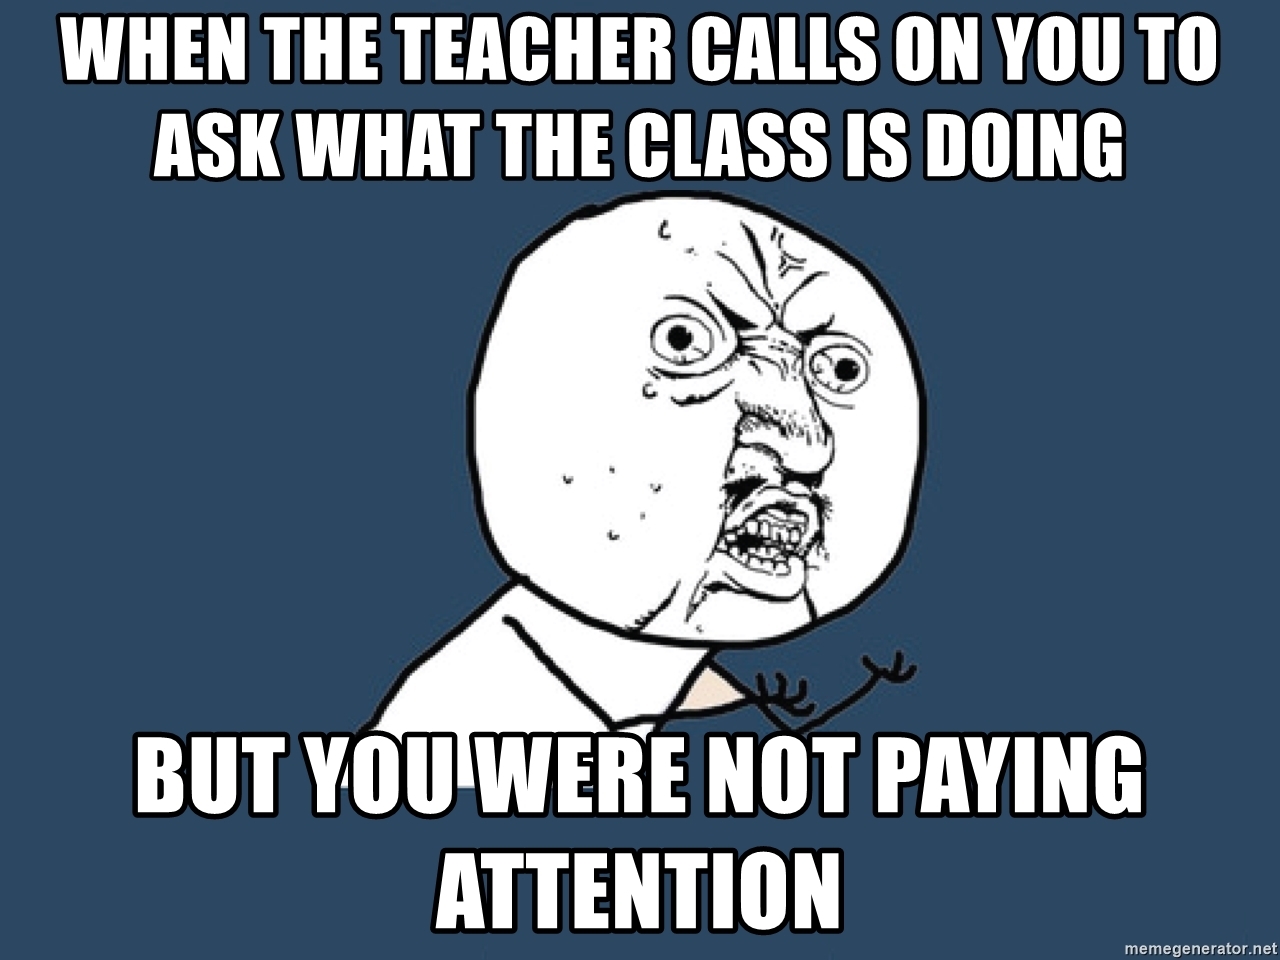 WHEN THE TEACHER CALLS ON YOU TO
ASK WHAT THE CLASS IS DOING
BUT YOU WERE NOT PAYING
ATTENTION
memegenerator.net